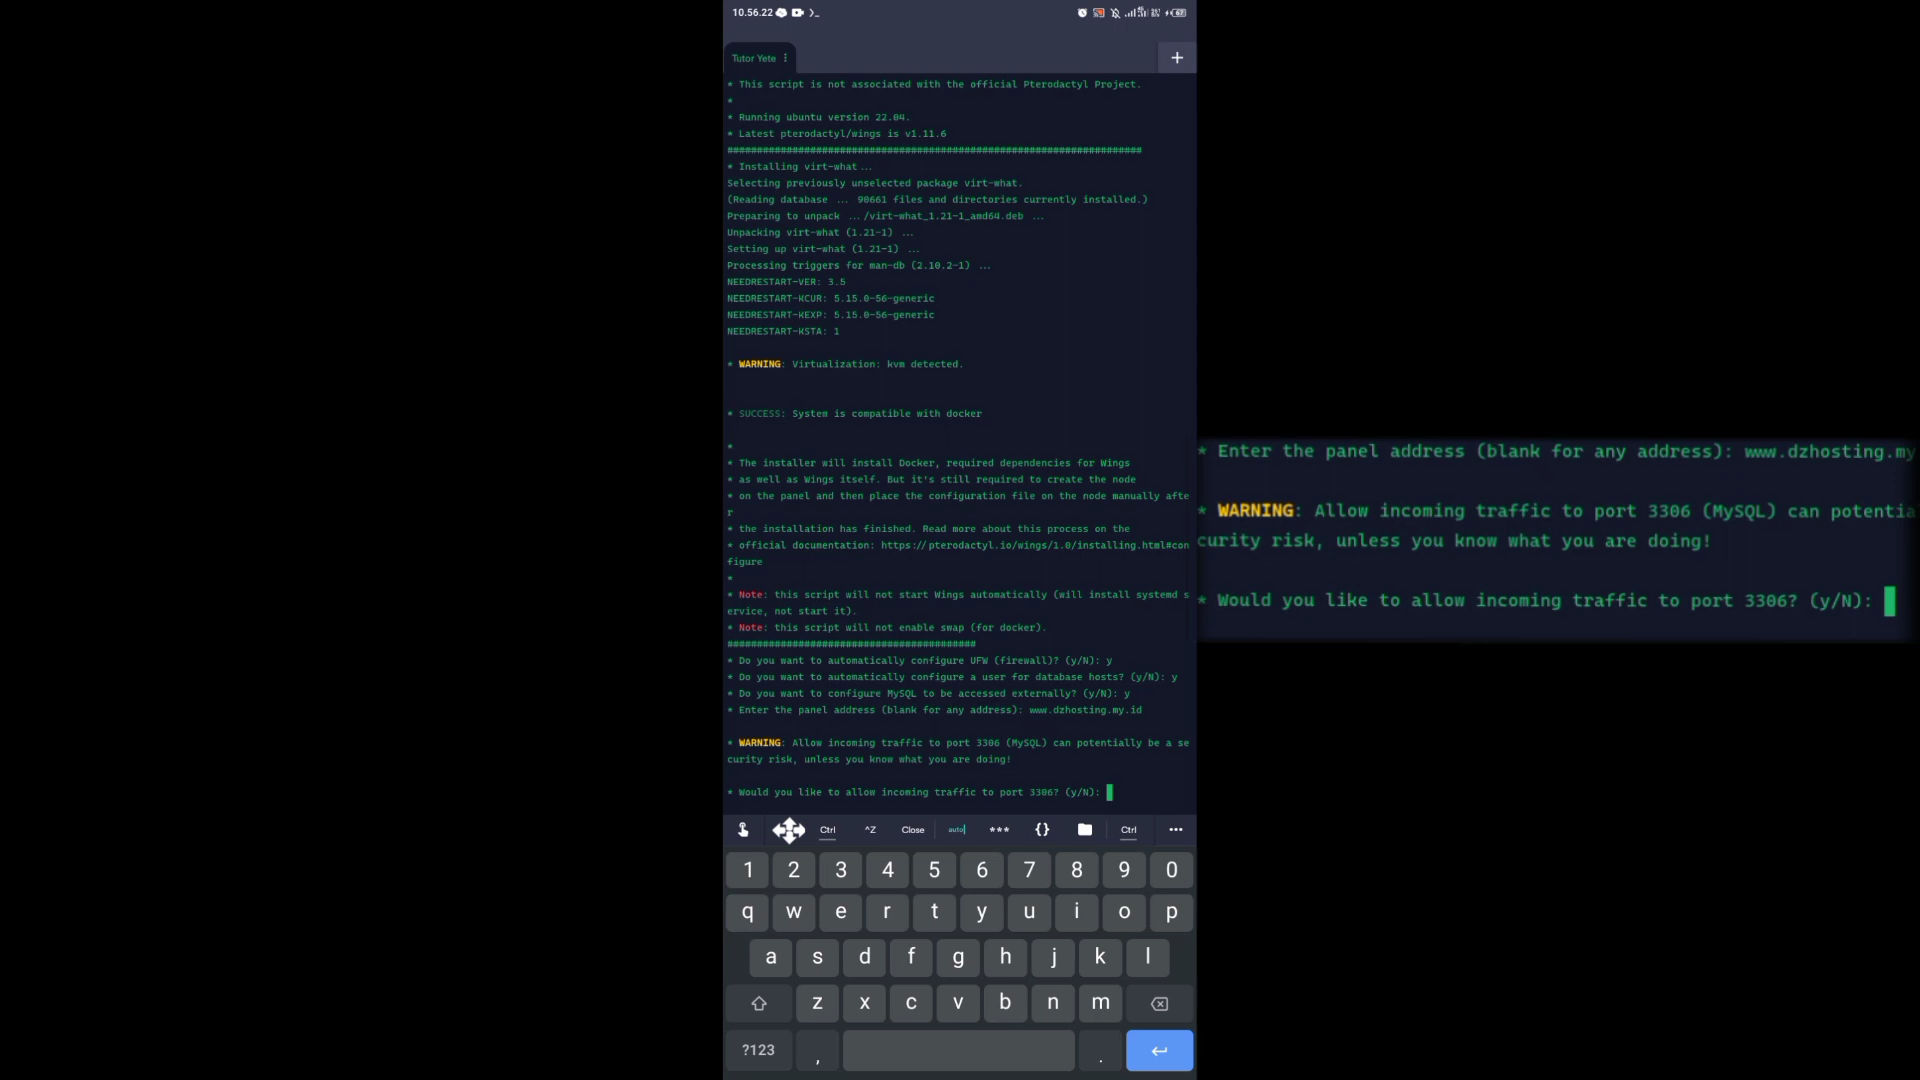 10.56.22
Tutor Yete
* This script is not associated with the official Pterodactyl Project.
*
* Running ubuntu version 22.04.
* Latest pterodactyl/wings is v1.11.6
######################################################################
* Installing virt-what...
Selecting previously unselected package virt-what.
(Reading database ... 90661 files and directories currently installed.)
Preparing to unpack .../virt-what_1.21-1_amd64.deb ...
Unpacking virt-what (1.21-1) ...
Setting up virt-what (1.21-1) ...
Processing triggers for man-db (2.10.2-1) ...
NEEDRESTART-VER: 3.5
NEEDRESTART-KCUR: 5.15.0-56-generic
NEEDRESTART-KEXP: 5.15.0-56-generic
NEEDRESTART-KSTA: 1
* WARNING: Virtualization: kvm detected.
* SUCCESS: System is compatible with docker
*
* The installer will install Docker, required dependencies for Wings
* as well as Wings itself. But it's still required to create the node
* on the panel and then place the configuration file on the node manually afte
r
* the installation has finished. Read more about this process on the
* official documentation: https://pterodactyl.io/wings/1.0/installing.html#con
figure
*
* Note: this script will not start Wings automatically (will install systemd s
ervice, not start it).
* Note: this script will not enable swap (for docker).
##########################################
* Do you want to automatically configure UFW (firewall)? (y/N): y
* Do you want to automatically configure a user for database hosts? (y/N): y
* Do you want to configure MySQL to be accessed externally? (y/N): y
* Enter the panel address (blank for any address): www.dzhosting.my.id
* WARNING: Allow incoming traffic to port 3306 (MySQL) can potentially be a se
curity risk, unless you know what you are doing!
* Would you like to allow incoming traffic to port 3306? (y/N):
Ctrl ^Z Close auto *** {} Ctrl
1 2 3 4 5 6 7 8 9 0
q w e r t y u i o p
a s d f g h j k l
z x c v b n m
?123 , .
* Enter the panel address (blank for any address): www.dzhosting.my
* WARNING: Allow incoming traffic to port 3306 (MySQL) can potentia
curity risk, unless you know what you are doing!
* Would you like to allow incoming traffic to port 3306? (y/N):